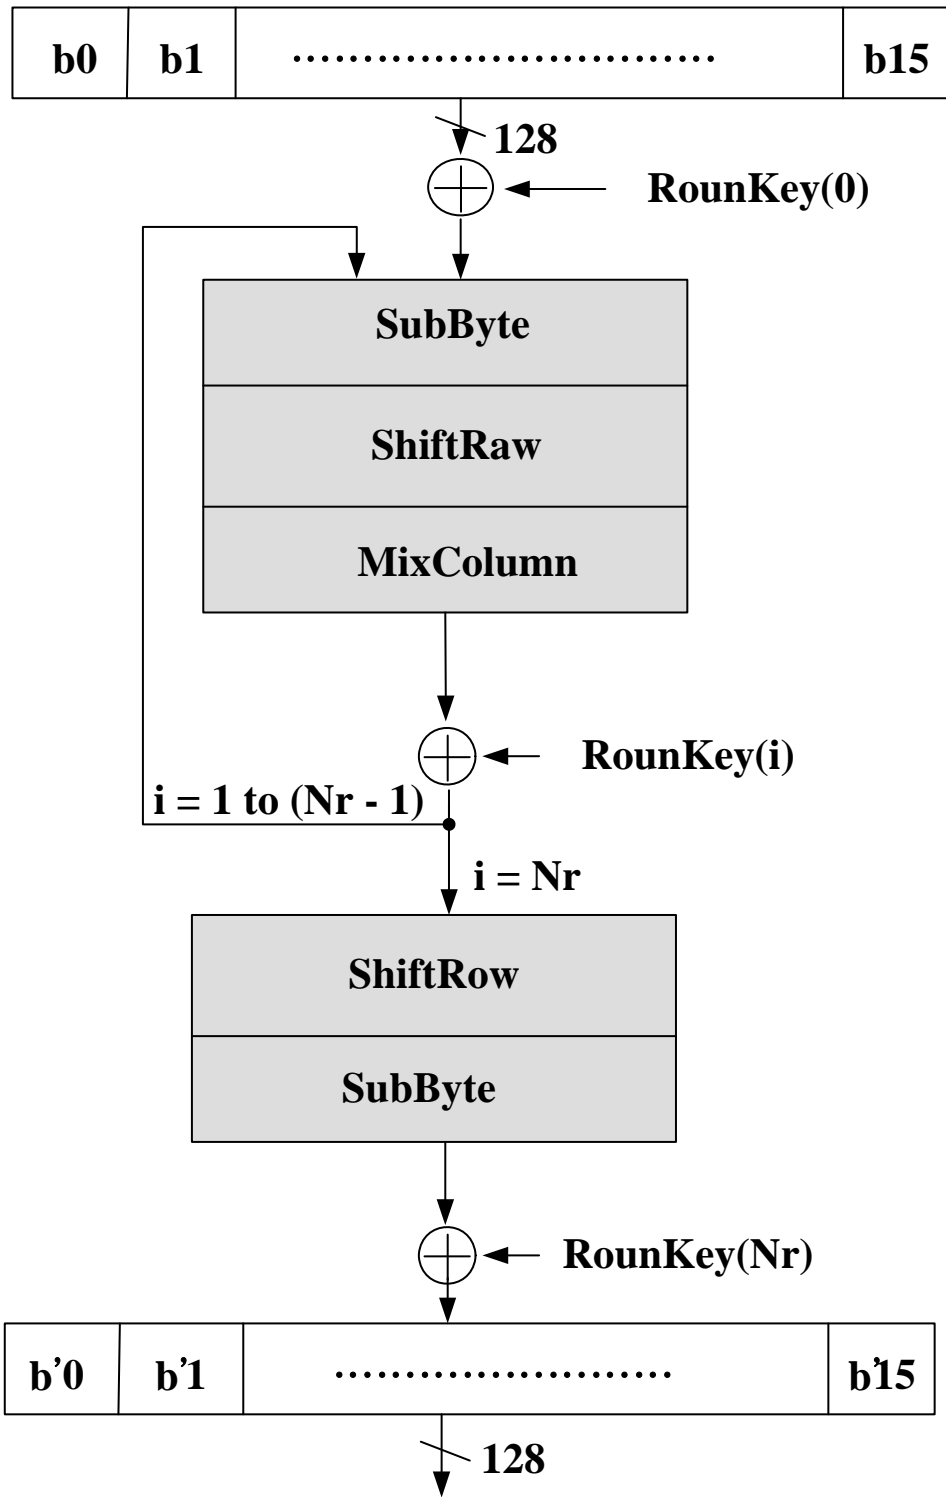 b0 b1 .............................. b15
128
RounKey(0)
SubByte
ShiftRaw
MixColumn
RounKey(i)
i = 1 to (Nr - 1)
i = Nr
ShiftRow
SubByte
RounKey(Nr)
b'0 b'1 ........................ b'15
128